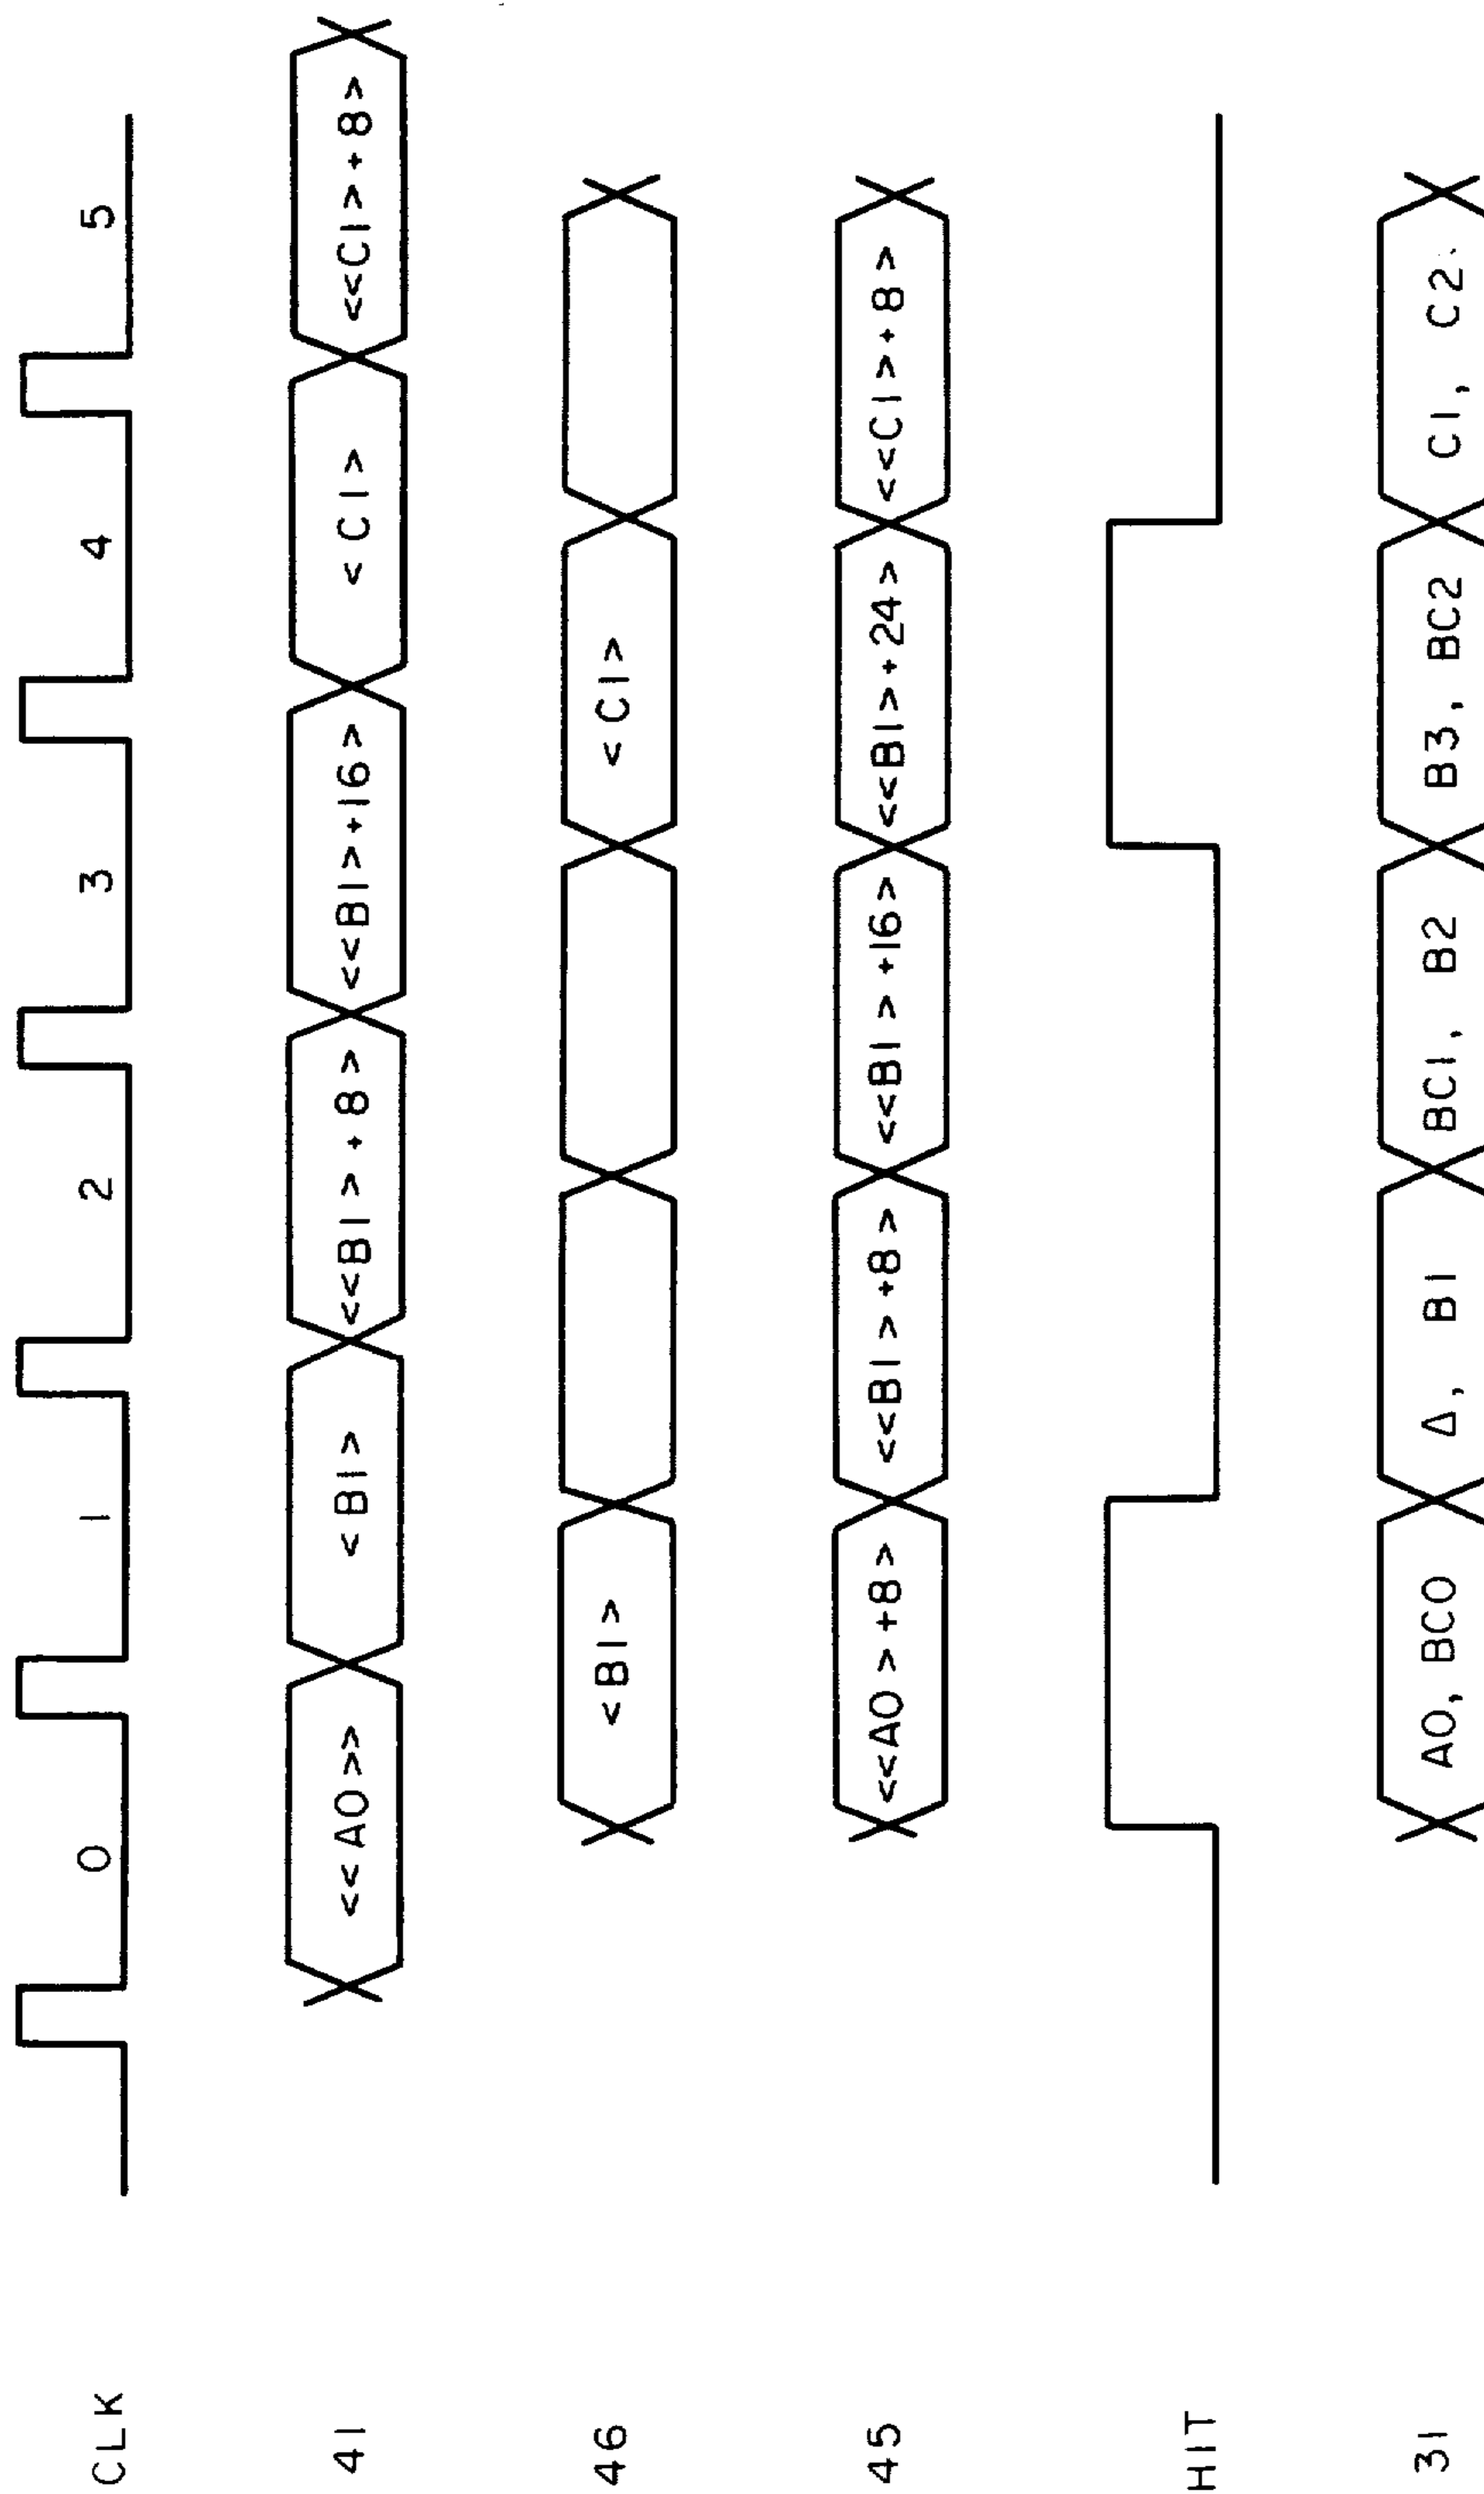 CLK 0 1 2 3 4 5
41 <<A0>> <B1> <<B1>+8> <<B1>+16> <C1> <<C1>+8>
46 <B1> <C1>
45 <<A0>+8> <<B1>+8> <<B1>+16> <<B1>+24> <<C1>+8>
HIT
31 A0, BC0 Δ, B1 BC1, B2 B3, BC2 C1, C2